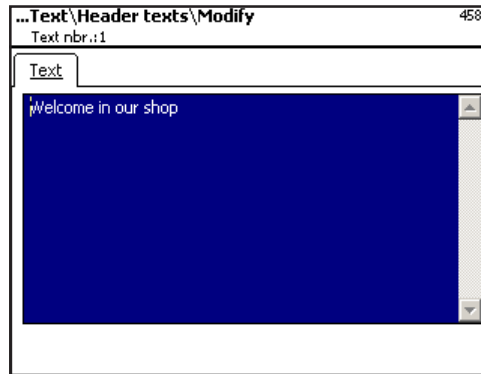 ...Text\Header texts\Modify 458
Text nbr.:1
Text
Welcome in our shop